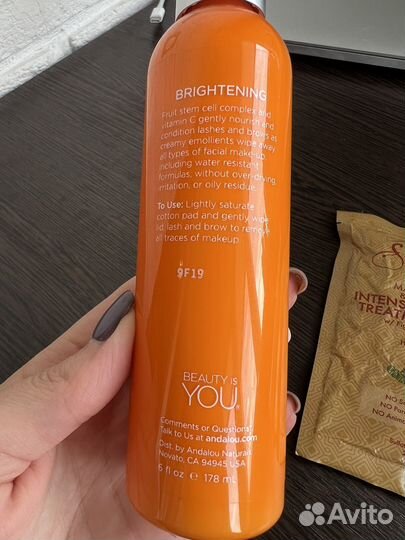 BRIGHTENING
Fruit stem cell complex and
vitamin C gently nourish and
condition lashes and brows as
creamy emollients wipe away
all types of facial make-up
including water resistant
formulas, without over-drying,
irritation, or oily residue.
To Use: Lightly saturate
cotton pad and gently wipe
lid, lash and brow to remove
all traces of makeup.
9F19
BEAUTY IS
YOU®
Comments or Questions?
Talk to Us at andalou.com
Dist. by Andalou Naturals
Novato, CA 94945 USA
6 fl oz e 178 mL
INTENS
TREAT
w/ Fi
NO
NO Par
NO Anima
Avito